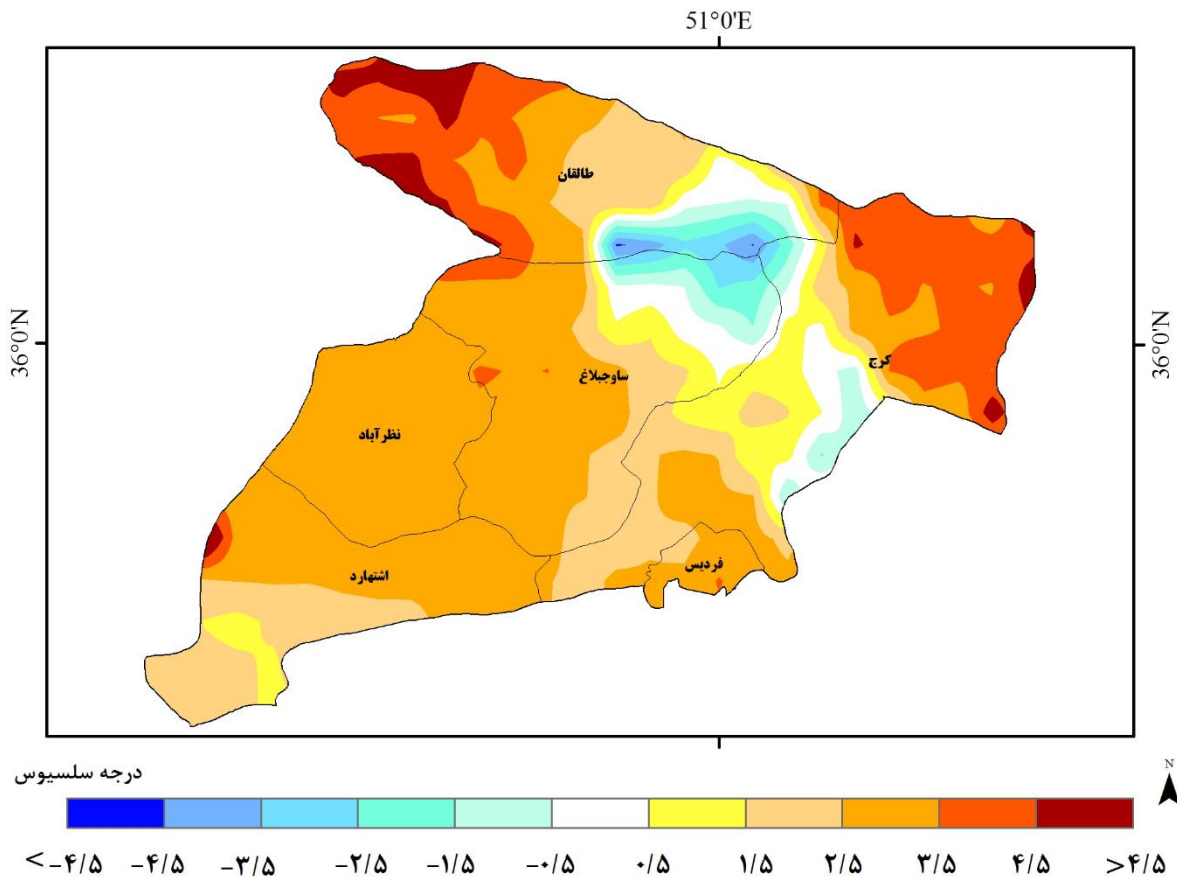 51°0'E
36°0'N
36°0'N
طالقان
کرج
ساوجبلاغ
نظرآباد
اشتهارد
فردیس
درجه سلسیوس
N
< -۴/۵ -۴/۵ -۳/۵ -۲/۵ -۱/۵ -۰/۵ ۰/۵ ۱/۵ ۲/۵ ۳/۵ ۴/۵ >۴/۵